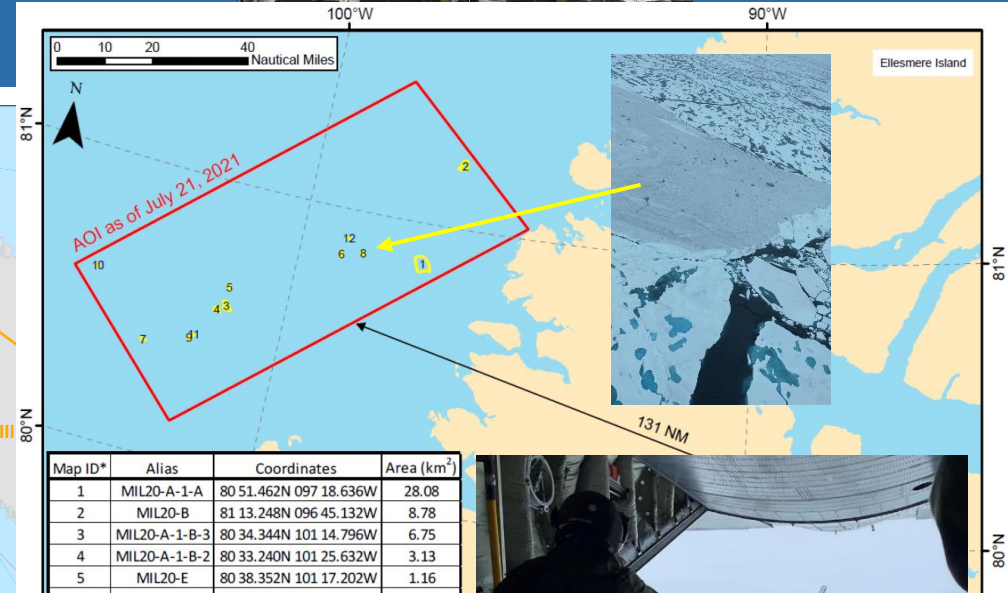 100°W
90°W
0 10 20 40
Nautical Miles
N
Ellesmere Island
81°N
81°N
AOI as of July 21, 2021
2
12
6
8
1
10
5
4
3
7
9
11
131 NM
80°N
80°N
Map ID* Alias Coordinates Area (km²)
1 MIL20-A-1-A 80 51.462N 097 18.636W 28.08
2 MIL20-B 81 13.248N 096 45.132W 8.78
3 MIL20-A-1-B-3 80 34.344N 101 14.796W 6.75
4 MIL20-A-1-B-2 80 33.240N 101 25.632W 3.13
5 MIL20-E 80 38.352N 101 17.202W 1.16